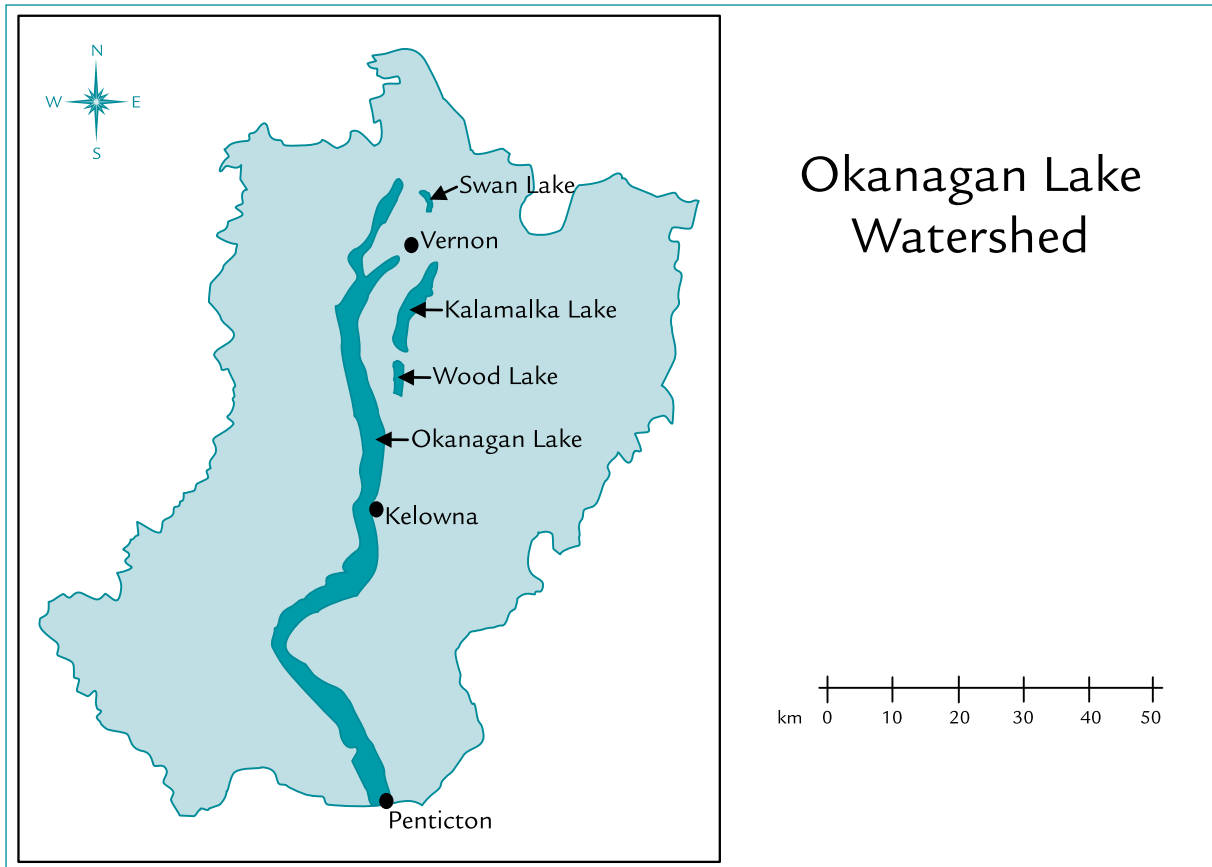 N
W E
S
Swan Lake
Vernon
Kalamalka Lake
Wood Lake
Okanagan Lake
Kelowna
Penticton
Okanagan Lake
Watershed
km 0 10 20 30 40 50